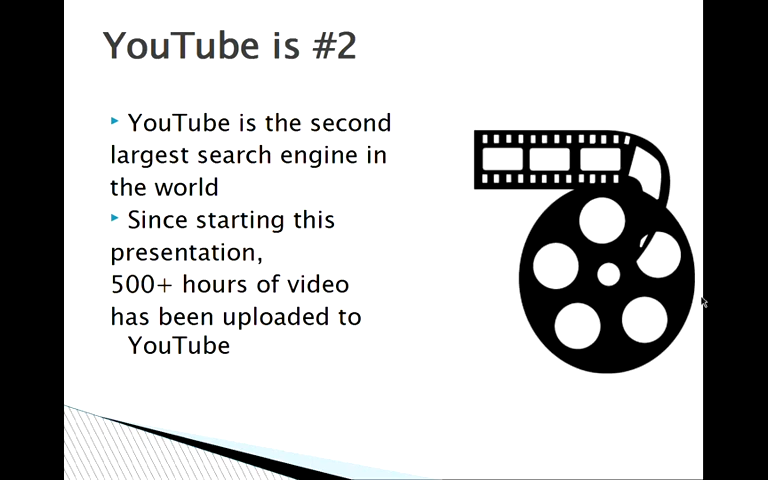 YouTube is #2
YouTube is the second
largest search engine in
the world
Since starting this
presentation,
500+ hours of video
has been uploaded to
YouTube